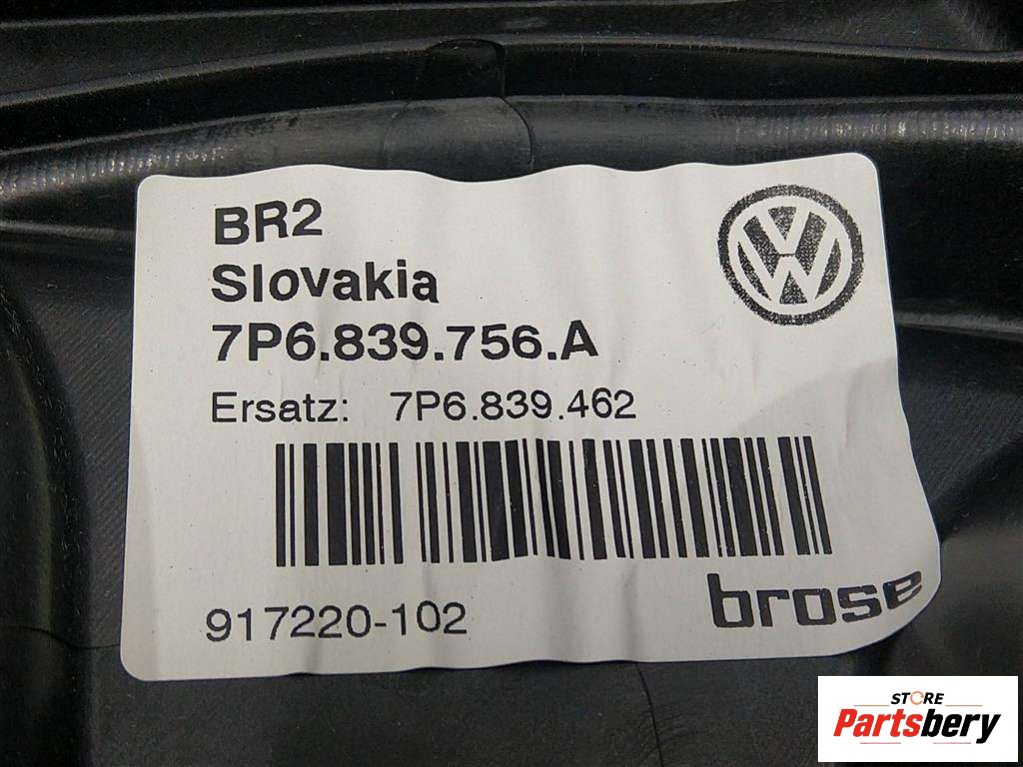 BR2
Slovakia
7P6.839.756.A
Ersatz: 7P6.839.462
917220-102
brose
STORE
Partsbery